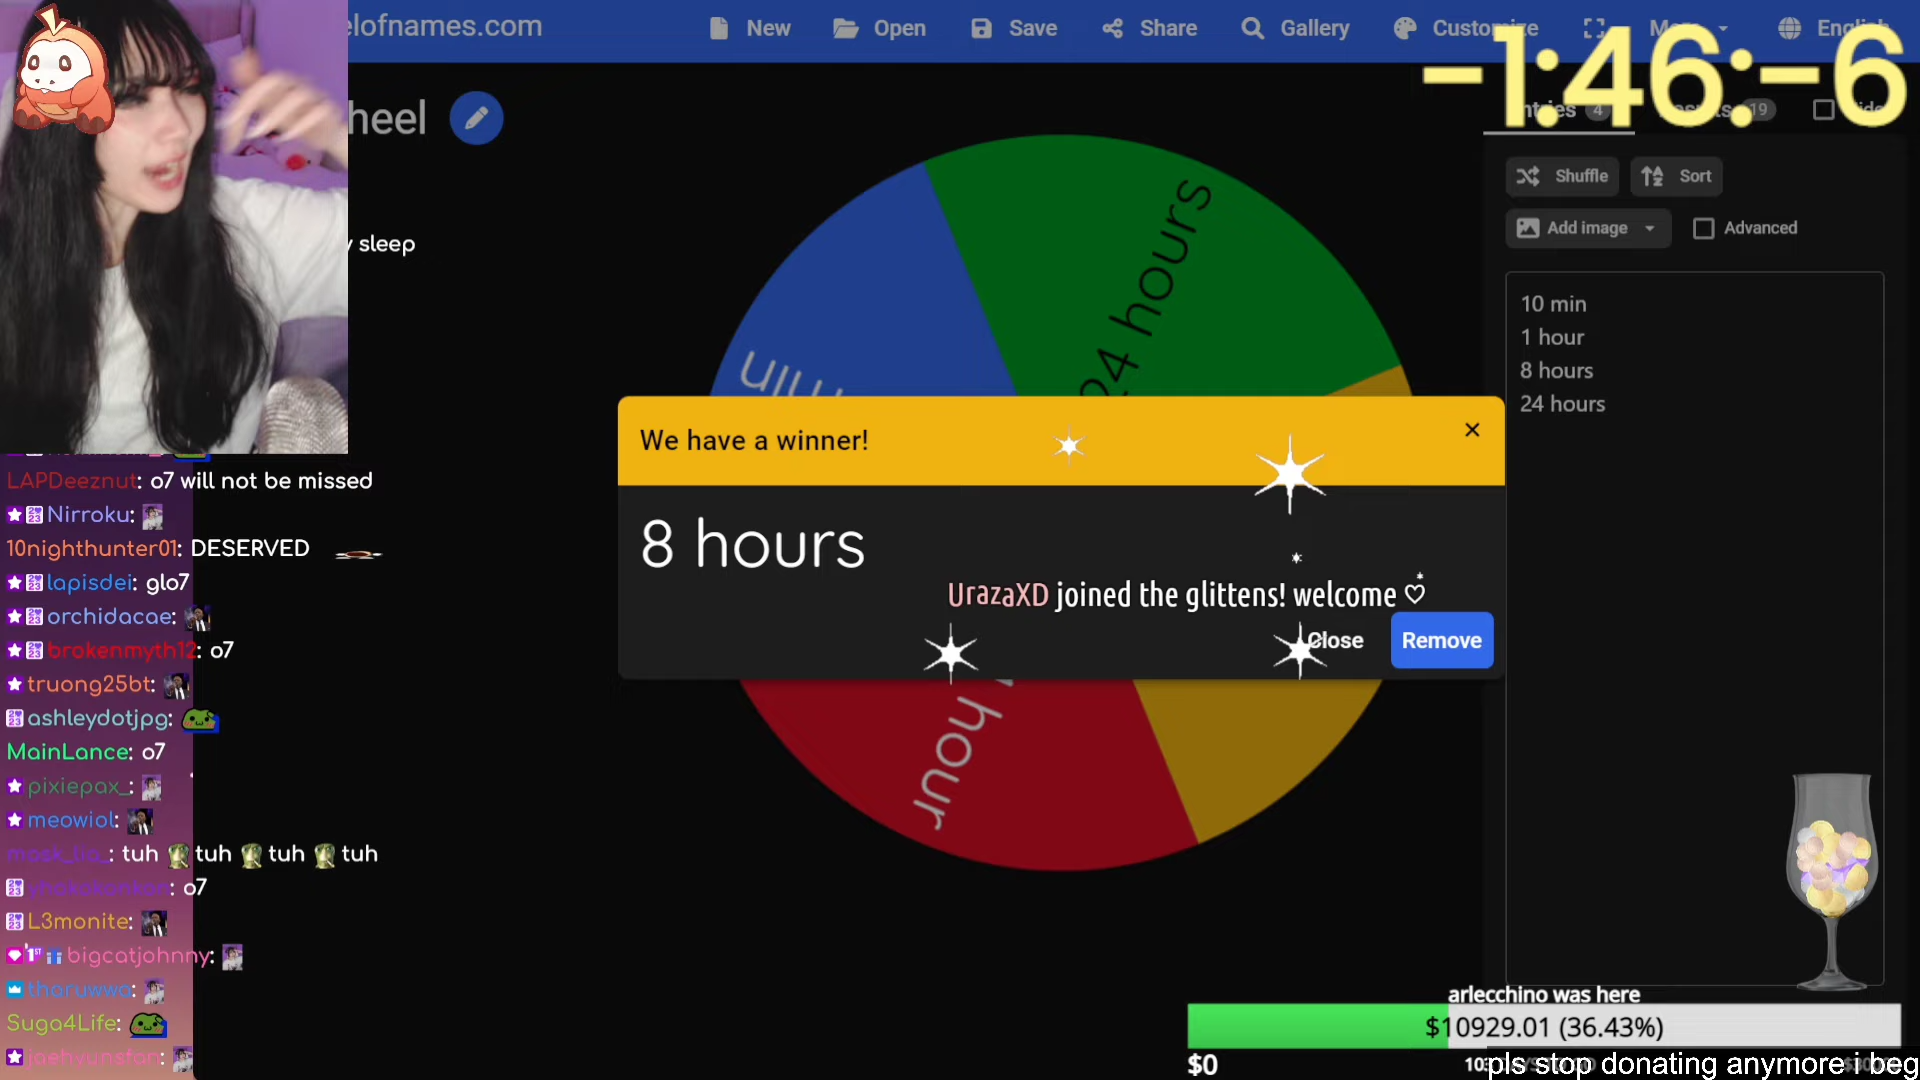 elofnames.com
New
Open
Save
Share
Gallery
Customize
English
-1:46:-6
heel
4
19
Shuffle
Sort
Add image
Advanced
y sleep
10 min
1 hour
8 hours
24 hours
24 hours
hour
We have a winner!
8 hours
UrazaXD joined the glittens! welcome ♡
Close
Remove
LAPDeeznut: o7 will not be missed
Nirroku:
10nighthunter01: DESERVED
lapisdei: glo7
orchidacae:
brokenmyth12: o7
truong25bt:
ashleydotjpg:
MainLance: o7
pixiepax_:
meowiol:
: tuh tuh tuh tuh
: o7
L3monite:
1ST bigcatjohnny:
tharuwwa:
Suga4Life:
jaehyunsfan:
arlecchino was here
$10929.01 (36.43%)
$0
pls stop donating anymore i beg